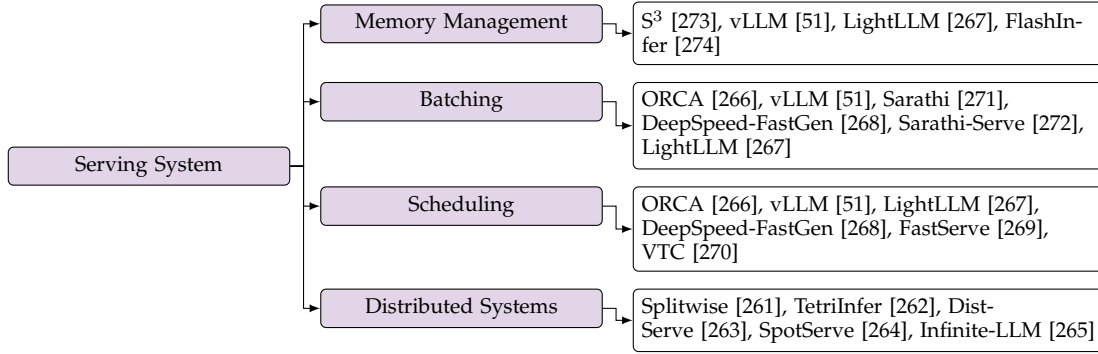 Memory Management
S³ [273], vLLM [51], LightLLM [267], FlashIn-
fer [274]
Batching
ORCA [266], vLLM [51], Sarathi [271],
DeepSpeed-FastGen [268], Sarathi-Serve [272],
LightLLM [267]
Serving System
Scheduling
ORCA [266], vLLM [51], LightLLM [267],
DeepSpeed-FastGen [268], FastServe [269],
VTC [270]
Distributed Systems
Splitwise [261], TetriInfer [262], Dist-
Serve [263], SpotServe [264], Infinite-LLM [265]